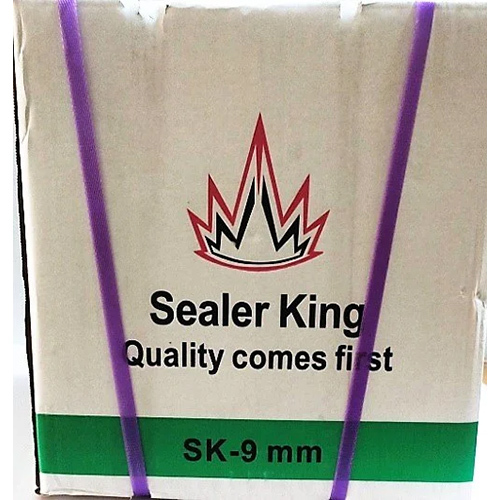 Sealer King
Quality comes first
SK-9 mm